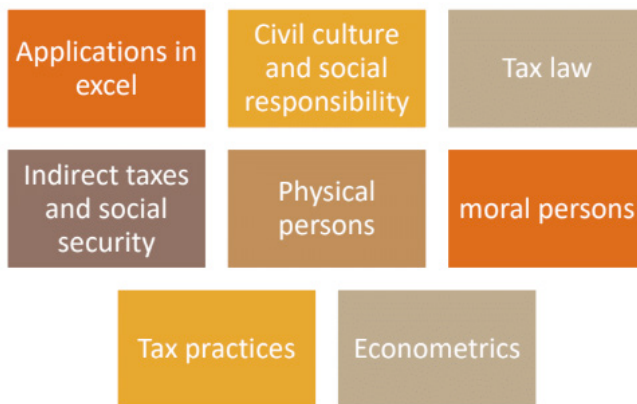 Applications in
excel
Civil culture
and social
responsibility
Tax law
Indirect taxes
and social
security
Physical
persons
moral persons
Tax practices
Econometrics